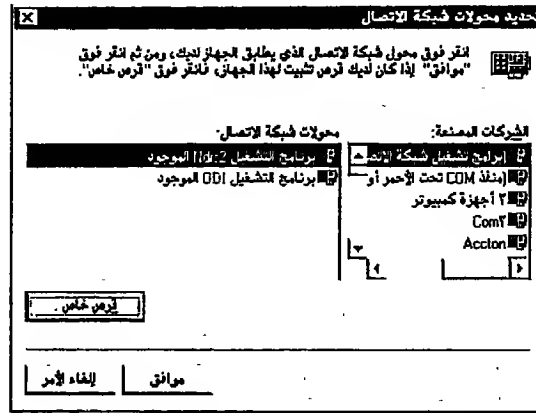 تحديد محولات شبكة الاتصال
انقر فوق محول شبكة الاتصال الذي يطابق الجهاز لديك، ومن ثم انقر فوق
"موافق" إذا كان لديك قرص تثبيت لهذا الجهاز، فانقر فوق "قرص خاص".
الشركات المصنعة:
(برامج تشغيل شبكة الاتصـ
(منفذ COM تحت الأحمر أو
٣ أجهزة كمبيوتر
Com٣
Accton
محولات شبكة الاتصال:
برنامج التشغيل Ndis2 الموجود
برنامج التشغيل ODI الموجود
قرص خاص.
موافق
إلغاء الأمر